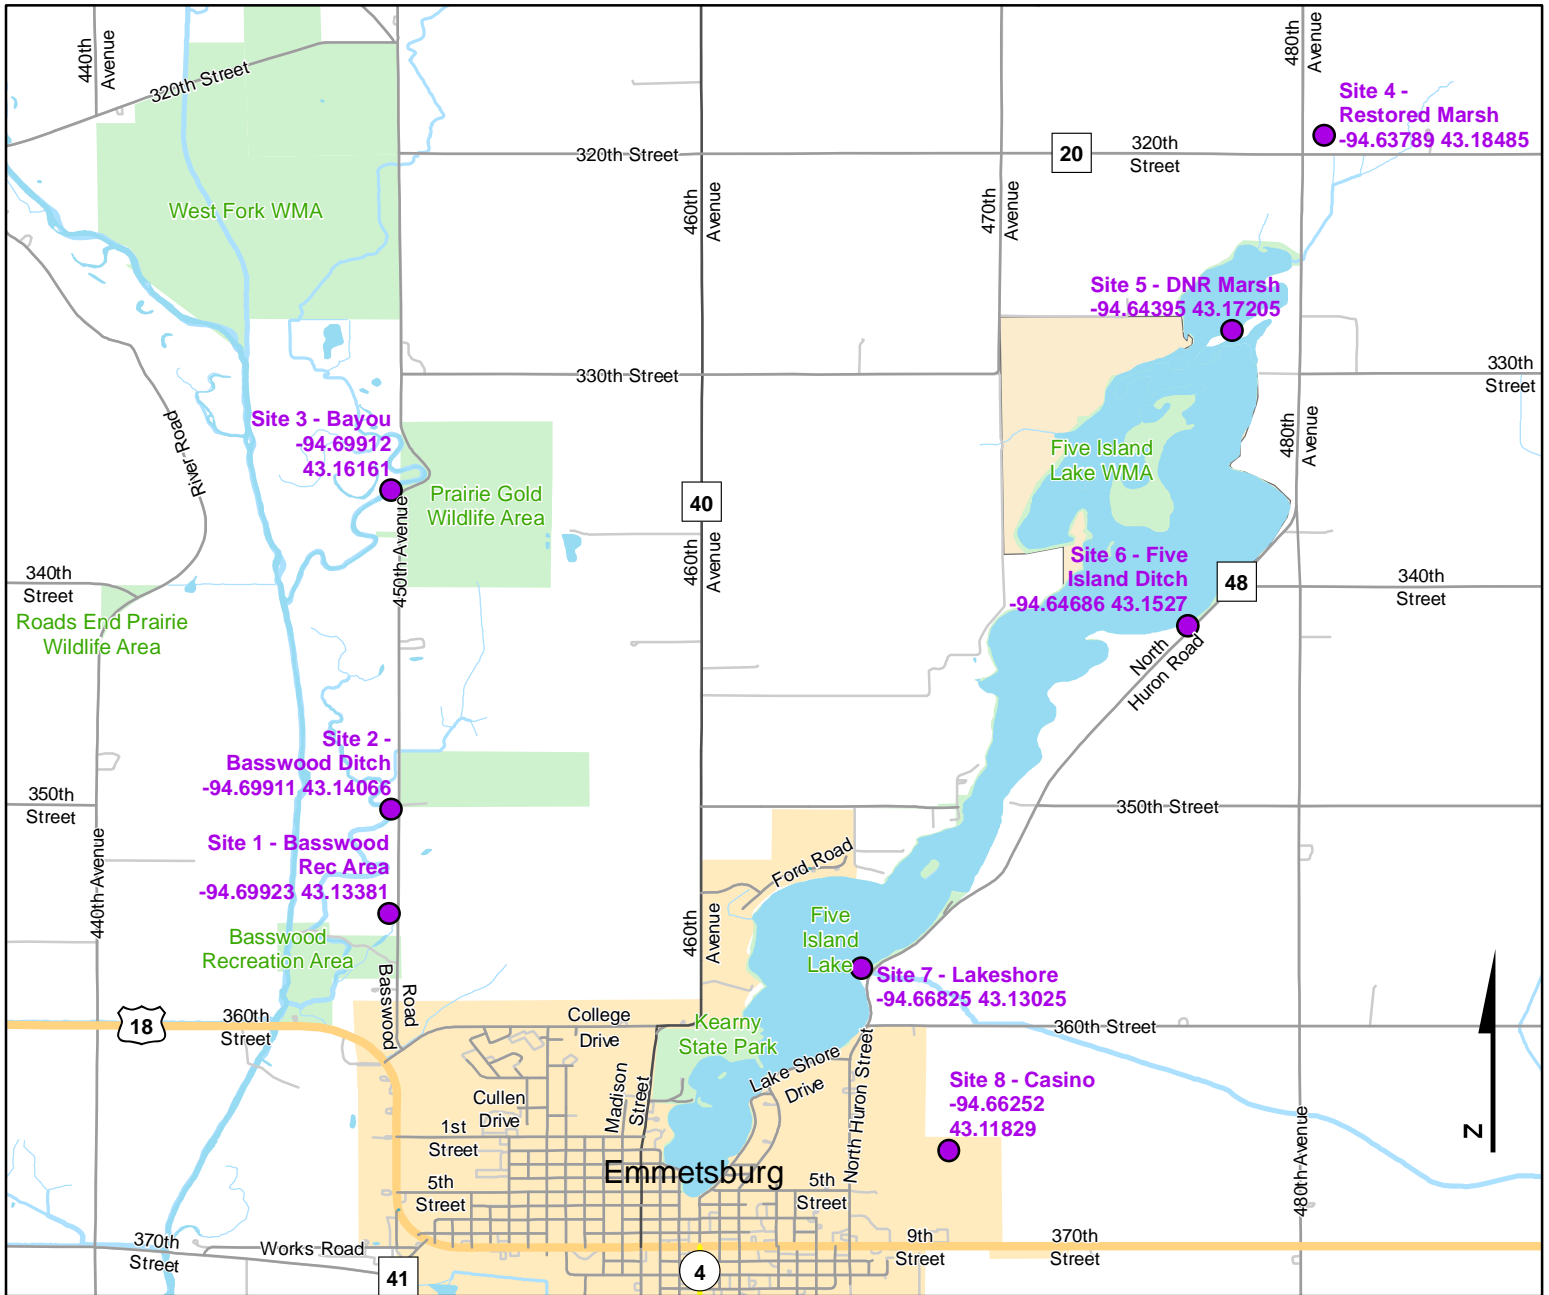 440th
Avenue
320th Street
480th
Avenue
Site 4 -
Restored Marsh
-94.63789 43.18485
320th Street
20
320th
Street
West Fork WMA
460th
Avenue
470th
Avenue
Site 5 - DNR Marsh
-94.64395 43.17205
330th Street
330th
Street
River Road
Site 3 - Bayou
-94.69912
43.16161
480th
Avenue
Five Island
Lake WMA
Prairie Gold
Wildlife Area
40
450th Avenue
460th
Avenue
Site 6 - Five
Island Ditch
-94.64686 43.1527
48
340th
Street
340th
Street
Roads End Prairie
Wildlife Area
North
Huron Road
Site 2 -
Basswood Ditch
-94.69911 43.14066
350th
Street
350th Street
Site 1 - Basswood
Rec Area
-94.69923 43.13381
440th Avenue
Ford Road
460th
Avenue
Five
Island
Lake
Basswood
Recreation Area
Site 7 - Lakeshore
-94.66825 43.13025
Basswood
Road
18
360th
Street
College
Drive
Kearny
State Park
360th Street
Lake Shore
Drive
North Huron Street
Madison
Street
Cullen
Drive
Site 8 - Casino
-94.66252
43.11829
1st
Street
N
480th Avenue
Emmetsburg
5th
Street
5th
Street
370th
Street
Works Road
9th
Street
370th
Street
41
4